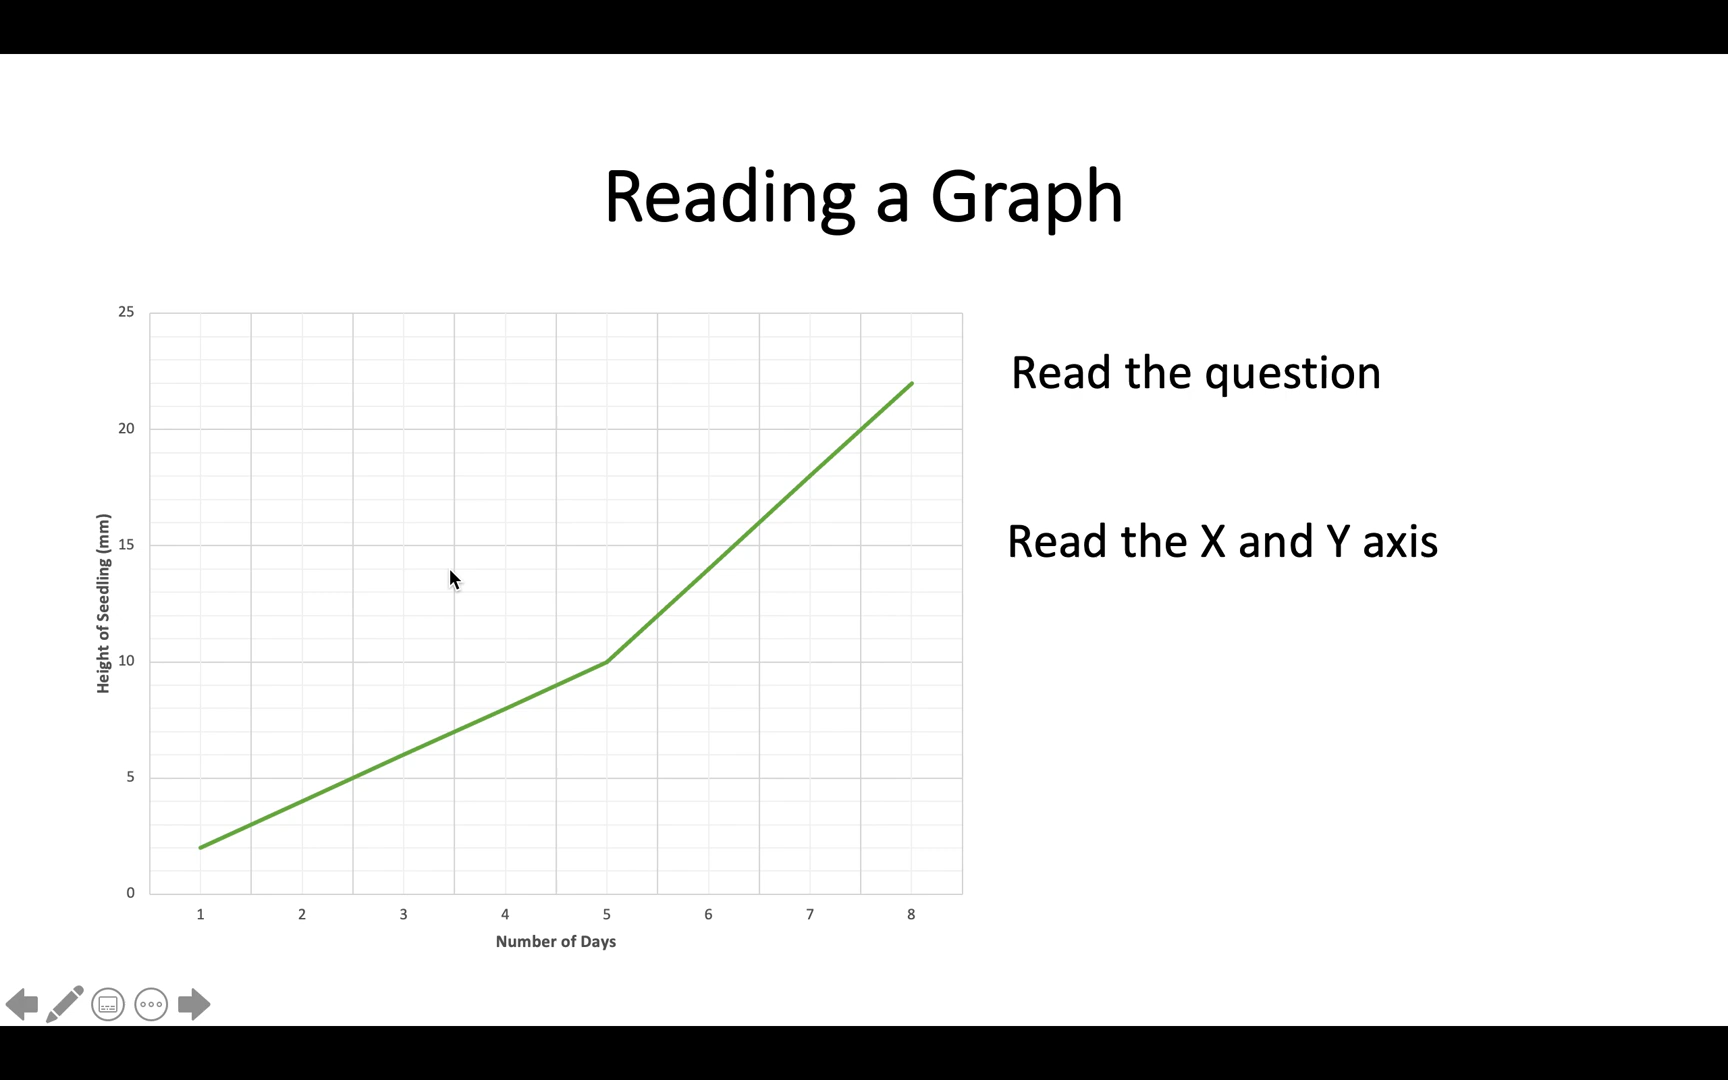 Reading a Graph
25
20
15
10
5
0
Height of Seedling (mm)
1 2 3 4 5 6 7 8
Number of Days
Read the question
Read the X and Y axis